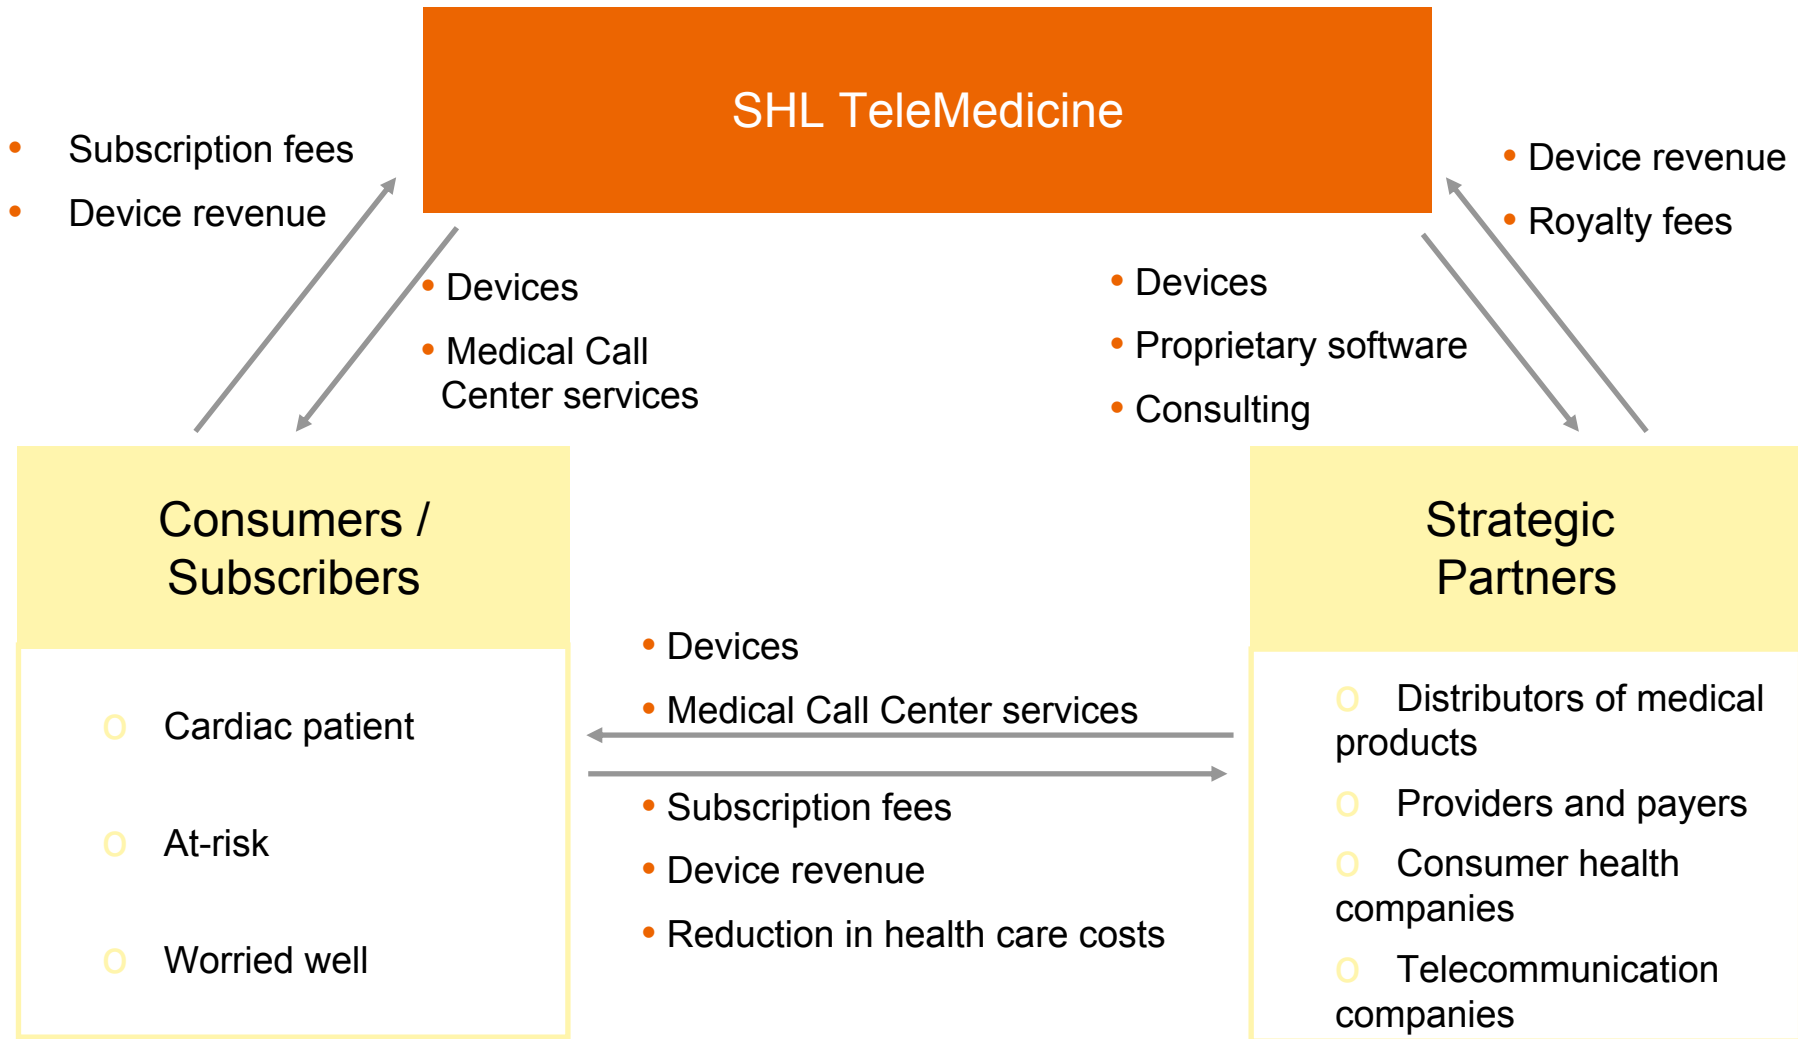 SHL TeleMedicine
• Subscription fees
• Device revenue
• Device revenue
• Royalty fees
• Devices
• Medical Call
Center services
• Devices
• Proprietary software
• Consulting
Consumers /
Subscribers
o Cardiac patient
o At-risk
o Worried well
• Devices
• Medical Call Center services
• Subscription fees
• Device revenue
• Reduction in health care costs
Strategic
Partners
o Distributors of medical
products
o Providers and payers
o Consumer health
companies
o Telecommunication
companies